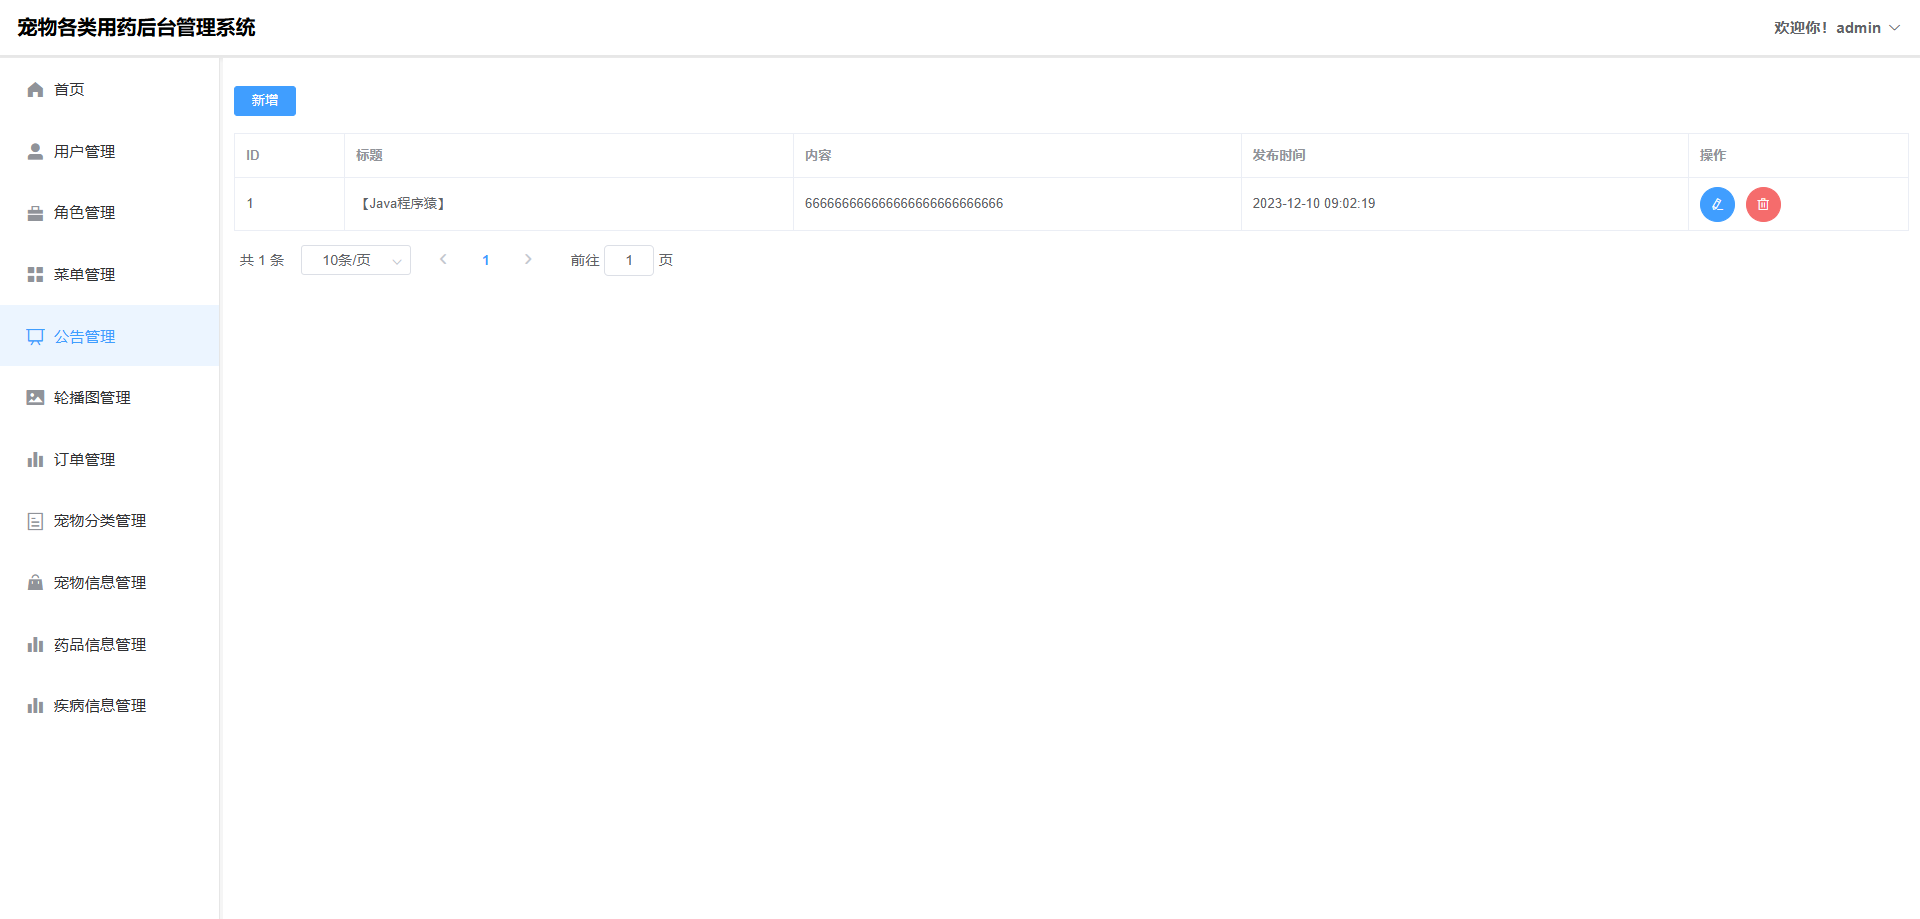 宠物各类用药后台管理系统
欢迎你! admin
首页
用户管理
角色管理
菜单管理
公告管理
轮播图管理
订单管理
宠物分类管理
宠物信息管理
药品信息管理
疾病信息管理
新增
ID 标题 内容 发布时间 操作
1 【Java程序猿】 666666666666666666666666666 2023-12-10 09:02:19
共 1 条 10条/页 1 前往 1 页